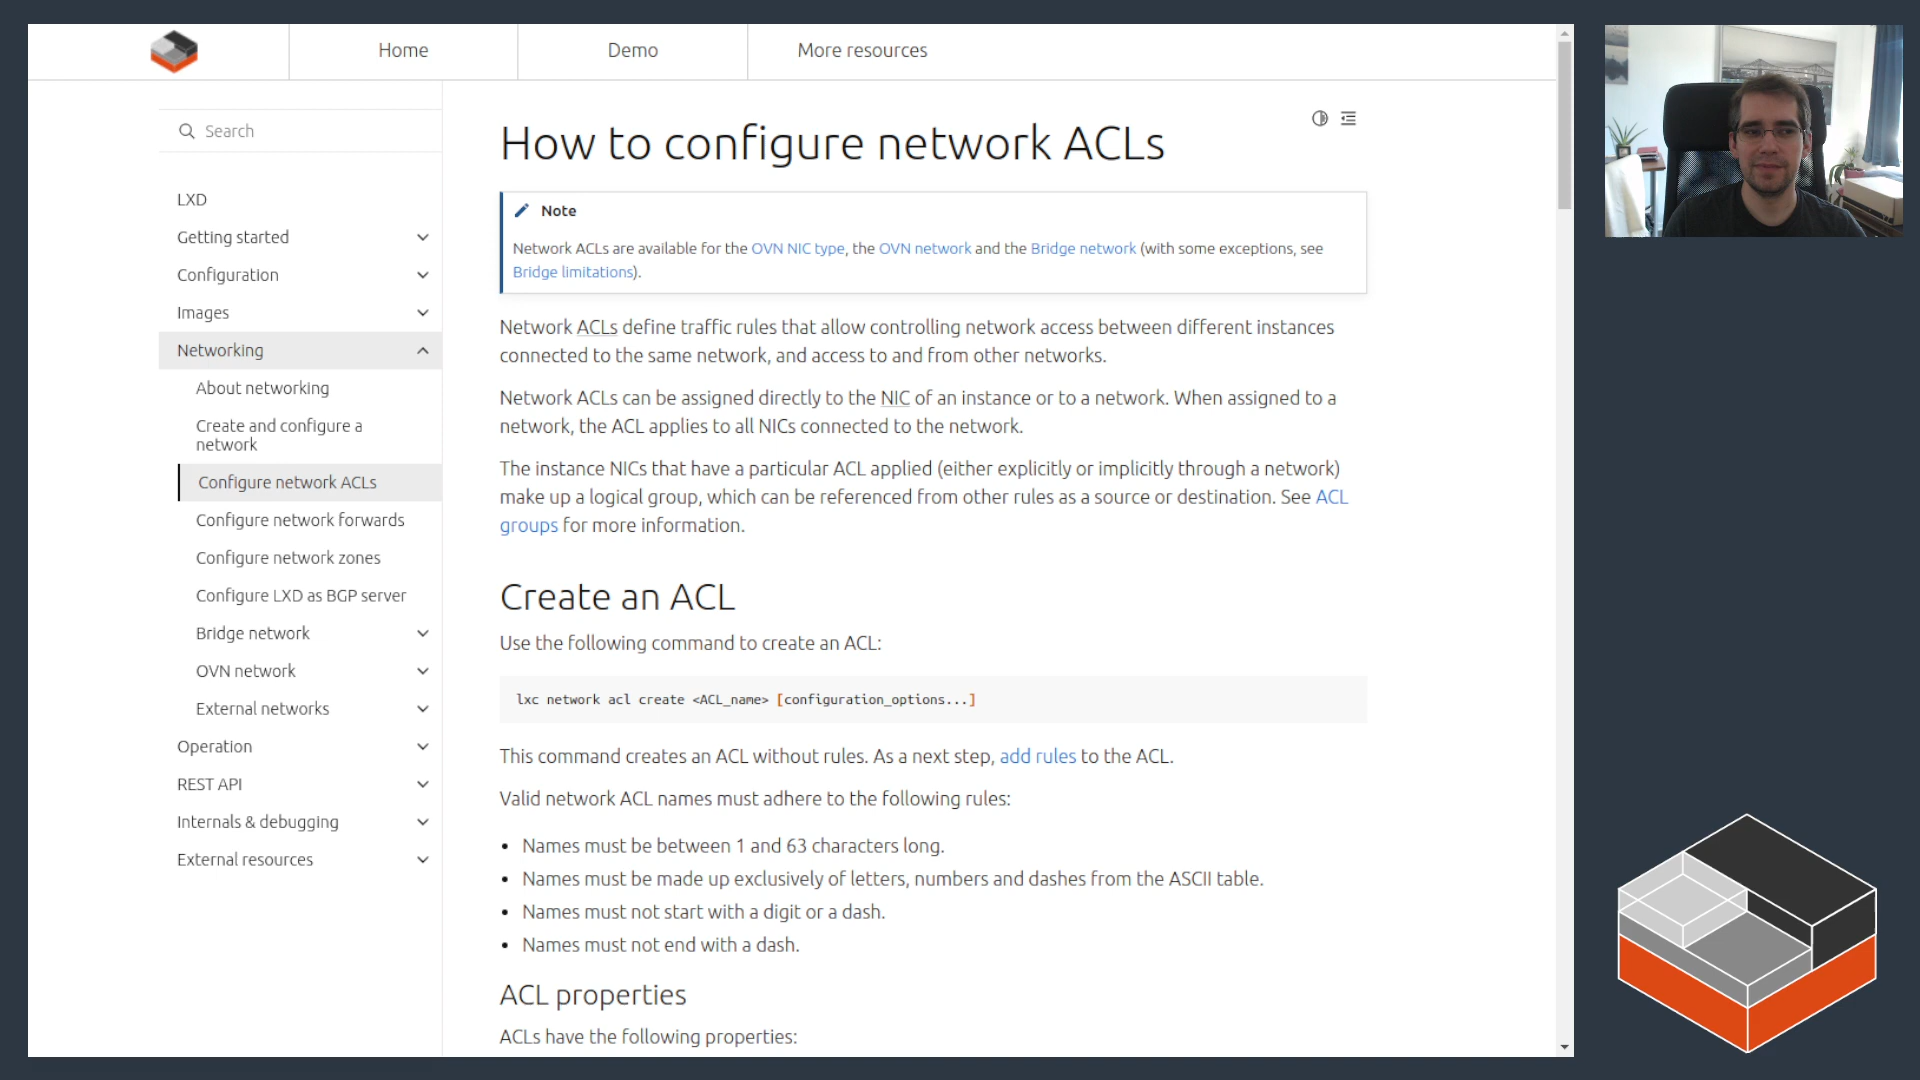 Home
Demo
More resources
Search
LXD
Getting started
Configuration
Images
Networking
About networking
Create and configure a
network
Configure network ACLs
Configure network forwards
Configure network zones
Configure LXD as BGP server
Bridge network
OVN network
External networks
Operation
REST API
Internals & debugging
External resources
How to configure network ACLs
Note
Network ACLs are available for the OVN NIC type, the OVN network and the Bridge network (with some exceptions, see
Bridge limitations).
Network ACLs define traffic rules that allow controlling network access between different instances
connected to the same network, and access to and from other networks.
Network ACLs can be assigned directly to the NIC of an instance or to a network. When assigned to a
network, the ACL applies to all NICs connected to the network.
The instance NICs that have a particular ACL applied (either explicitly or implicitly through a network)
make up a logical group, which can be referenced from other rules as a source or destination. See ACL
groups for more information.
Create an ACL
Use the following command to create an ACL:
lxc network acl create <ACL_name> [configuration_options...]
This command creates an ACL without rules. As a next step, add rules to the ACL.
Valid network ACL names must adhere to the following rules:
• Names must be between 1 and 63 characters long.
• Names must be made up exclusively of letters, numbers and dashes from the ASCII table.
• Names must not start with a digit or a dash.
• Names must not end with a dash.
ACL properties
ACLs have the following properties: